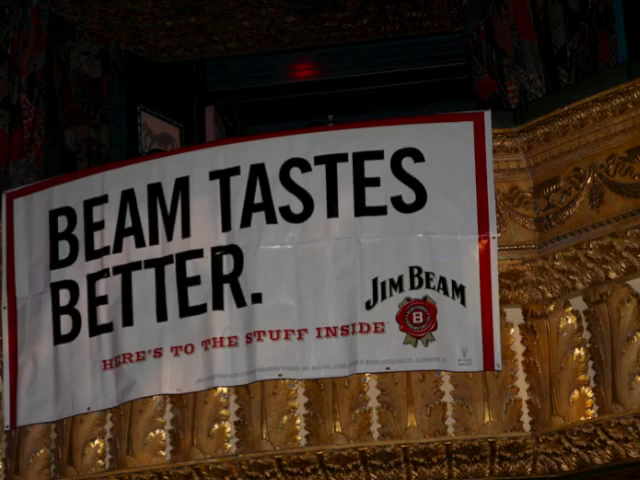 BEAM TASTES
BETTER.
JIM BEAM
B
HERE'S TO THE STUFF INSIDE